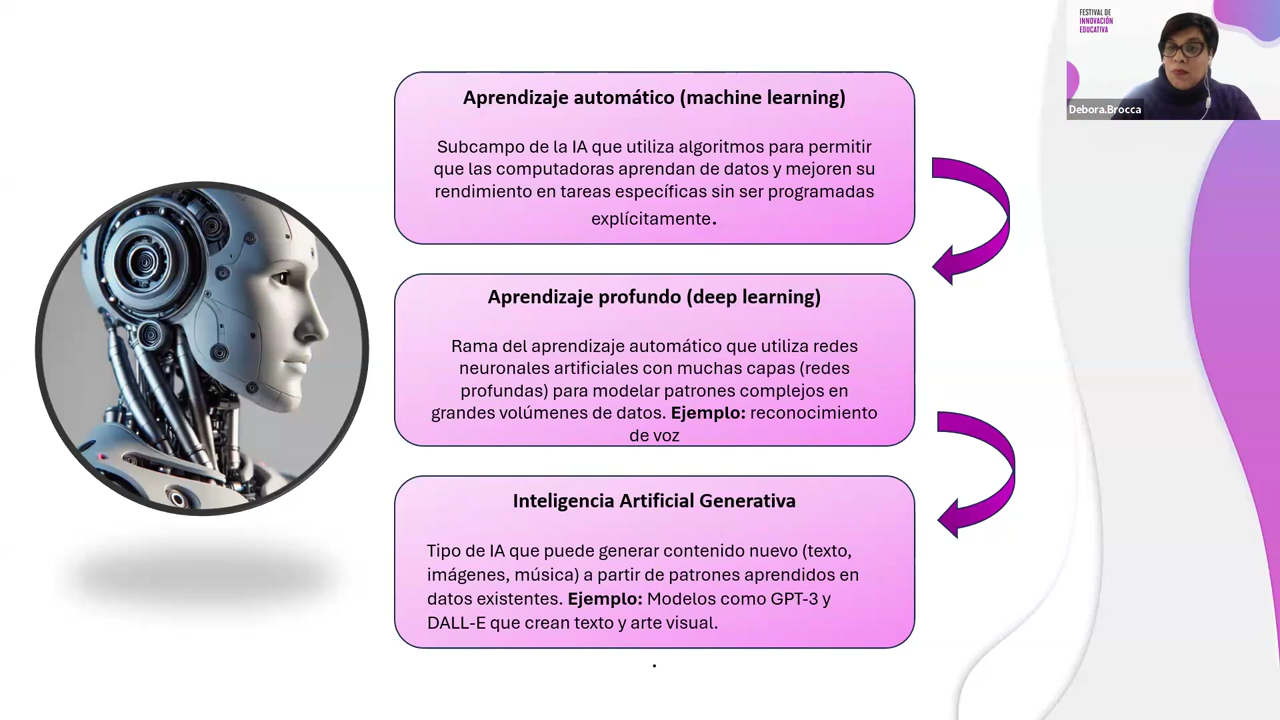 FESTIVAL DE
INNOVACIÓN
EDUCATIVA
Debora.Brocca
Aprendizaje automático (machine learning)
Subcampo de la IA que utiliza algoritmos para permitir
que las computadoras aprendan de datos y mejoren su
rendimiento en tareas específicas sin ser programadas
explícitamente.
Aprendizaje profundo (deep learning)
Rama del aprendizaje automático que utiliza redes
neuronales artificiales con muchas capas (redes
profundas) para modelar patrones complejos en
grandes volúmenes de datos. Ejemplo: reconocimiento
de voz
Inteligencia Artificial Generativa
Tipo de IA que puede generar contenido nuevo (texto,
imágenes, música) a partir de patrones aprendidos en
datos existentes. Ejemplo: Modelos como GPT-3 y
DALL-E que crean texto y arte visual.
.